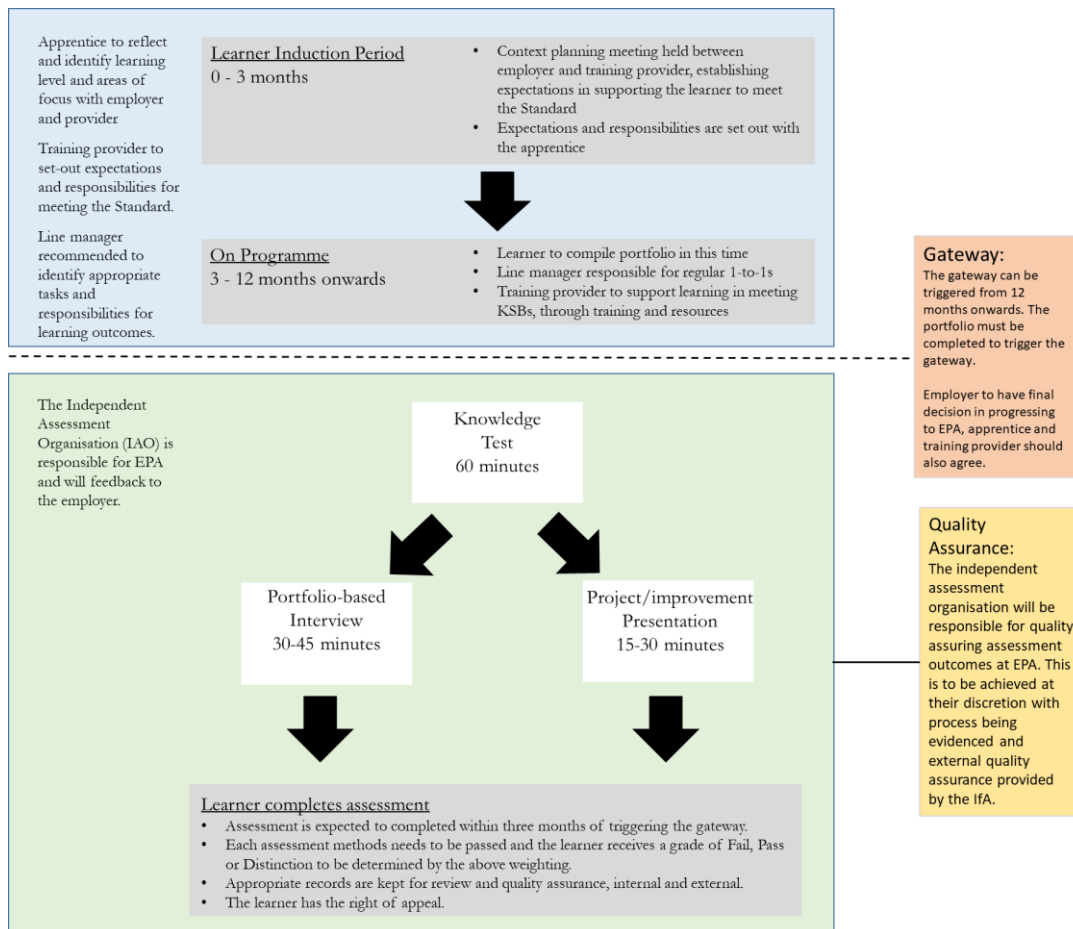 Apprentice to reflect
and identify learning
level and areas of
focus with employer
and provider
Training provider to
set-out expectations
and responsibilities for
meeting the Standard.
Line manager
recommended to
identify appropriate
tasks and
responsibilities for
learning outcomes.
Learner Induction Period
0 - 3 months
• Context planning meeting held between
employer and training provider, establishing
expectations in supporting the learner to meet
the Standard
• Expectations and responsibilities are set out with
the apprentice
On Programme
3 - 12 months onwards
• Learner to compile portfolio in this time
• Line manager responsible for regular 1-to-1s
• Training provider to support learning in meeting
KSBs, through training and resources
Gateway:
The gateway can be
triggered from 12
months onwards. The
portfolio must be
completed to trigger the
gateway.
Employer to have final
decision in progressing
to EPA, apprentice and
training provider should
also agree.
The Independent
Assessment
Organisation (IAO) is
responsible for EPA
and will feedback to
the employer.
Knowledge
Test
60 minutes
Portfolio-based
Interview
30-45 minutes
Project/improvement
Presentation
15-30 minutes
Quality
Assurance:
The independent
assessment
organisation will be
responsible for quality
assuring assessment
outcomes at EPA. This
is to be achieved at
their discretion with
process being
evidenced and
external quality
assurance provided
by the IfA.
Learner completes assessment
• Assessment is expected to completed within three months of triggering the gateway.
• Each assessment methods needs to be passed and the learner receives a grade of Fail, Pass
or Distinction to be determined by the above weighting.
• Appropriate records are kept for review and quality assurance, internal and external.
• The learner has the right of appeal.